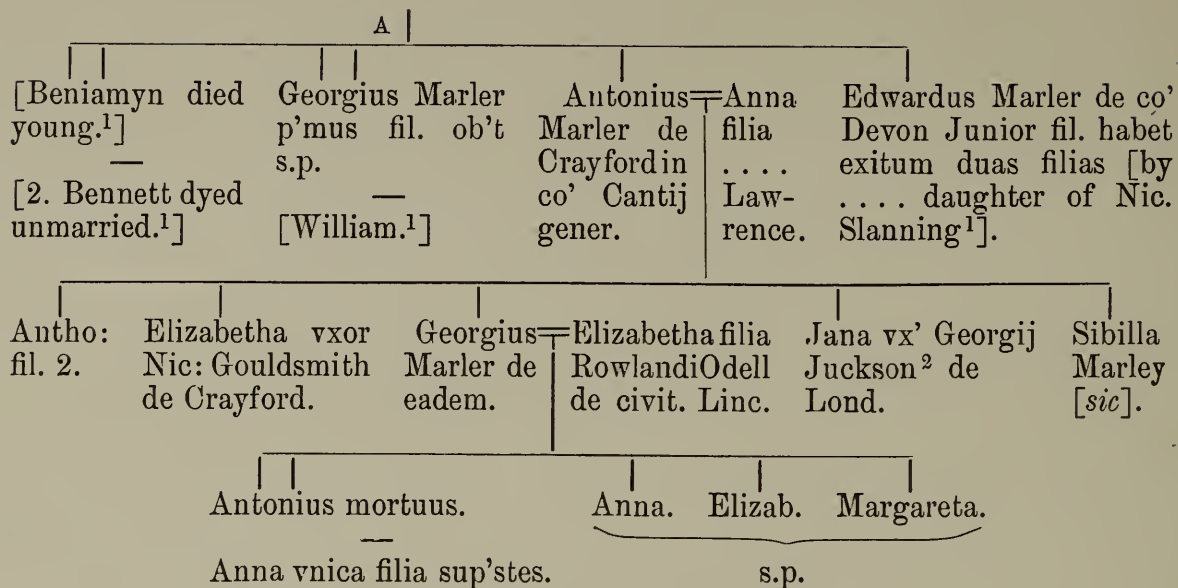 A
[Beniamyn died
young.¹]
—
[2. Bennett dyed
unmarried.¹]
Georgius Marler
p'mus fil. ob't
s.p.
—
[William.¹]
Antonius
Marler de
Crayford in
co' Cantij
gener.
Anna
filia
. . . .
Law-
rence.
Edwardus Marler de co'
Devon Junior fil. habet
exitum duas filias [by
. . . . daughter of Nic.
Slanning¹].
Antho:
fil. 2.
Elizabetha vxor
Nic: Gouldsmith
de Crayford.
Georgius
Marler de
eadem.
Elizabetha filia
Rowlandi Odell
de civit. Linc.
Jana vx' Georgij
Juckson² de
Lond.
Sibilla
Marley
[sic].
Antonius mortuus.
—
Anna vnica filia sup'stes.
Anna. Elizab. Margareta.
s.p.